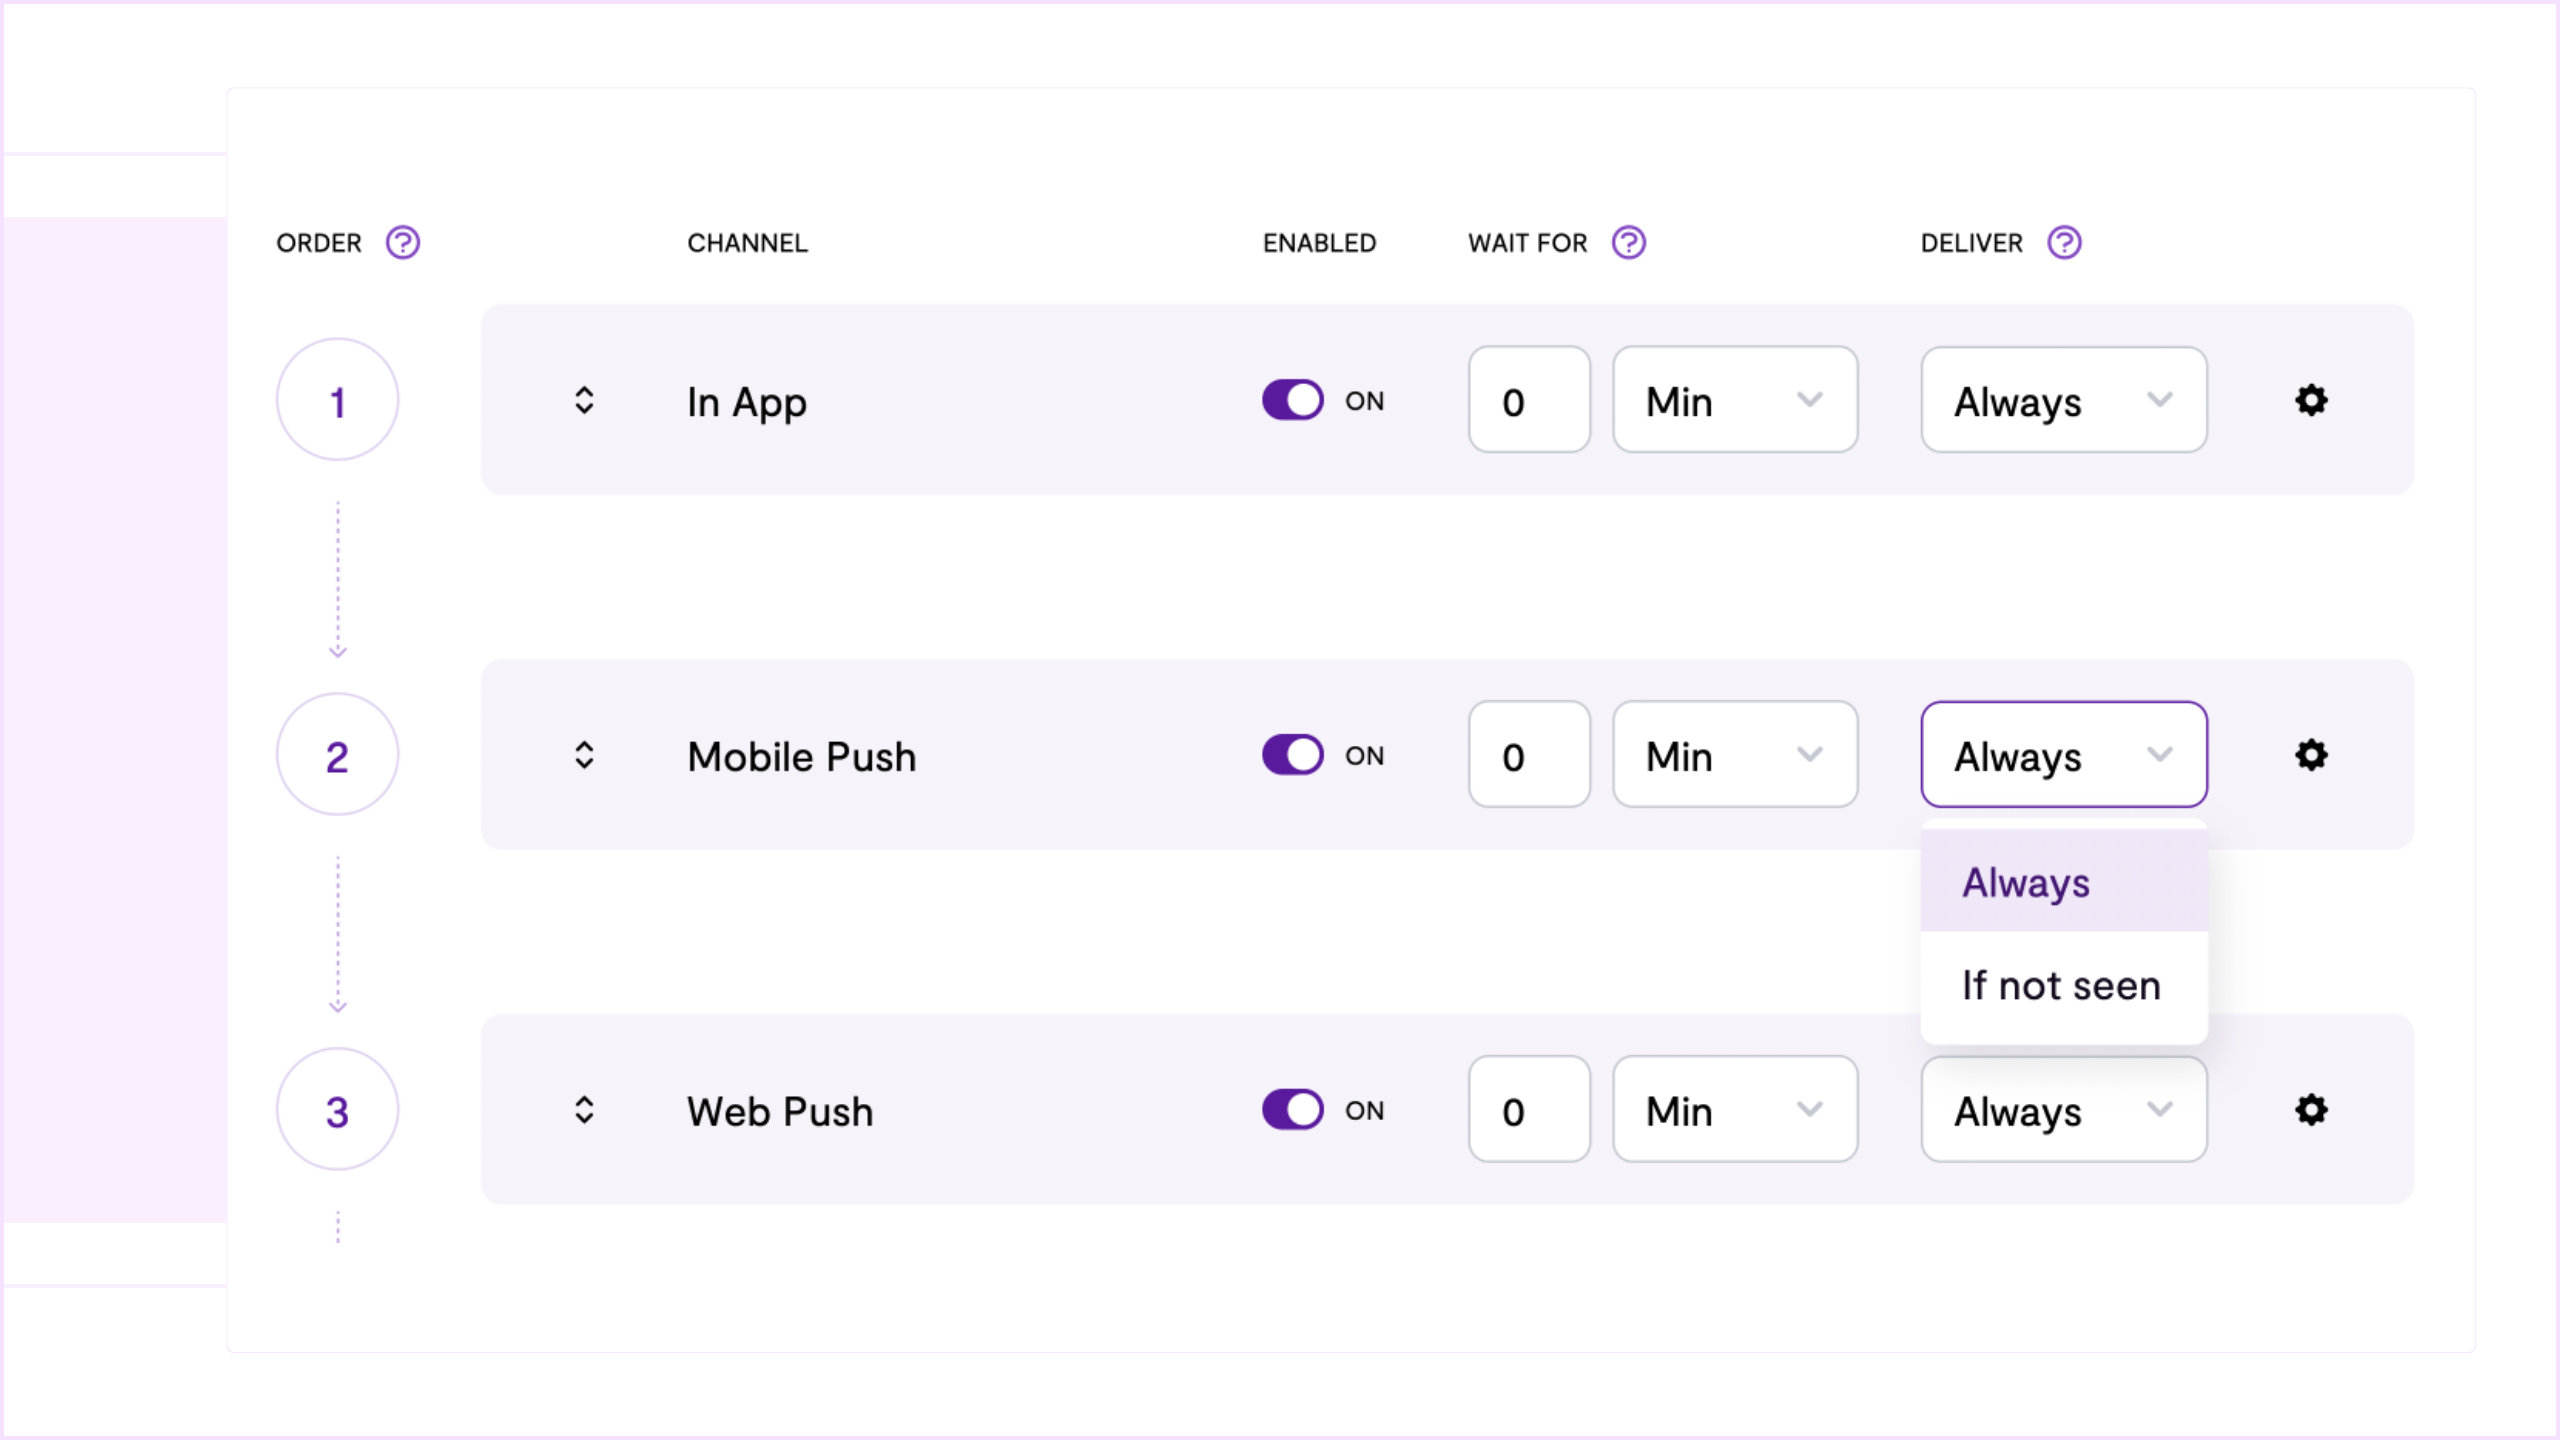 ORDER ? CHANNEL ENABLED WAIT FOR ? DELIVER ?
1 In App ON 0 Min Always
2 Mobile Push ON 0 Min Always
Always
If not seen
3 Web Push ON 0 Min Always